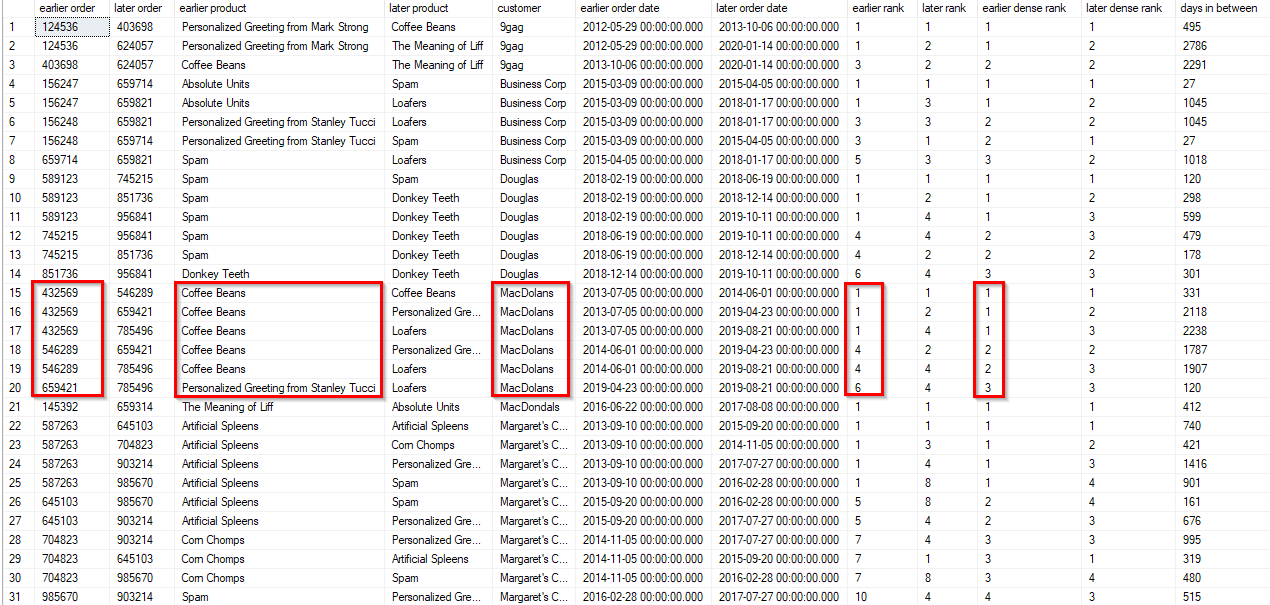 earlier order later order earlier product later product customer earlier order date later order date earlier rank later rank earlier dense rank later dense rank days in between
1 124536 403698 Personalized Greeting from Mark Strong Coffee Beans 9gag 2012-05-29 00:00:00.000 2013-10-06 00:00:00.000 1 1 1 1 495
2 124536 624057 Personalized Greeting from Mark Strong The Meaning of Liff 9gag 2012-05-29 00:00:00.000 2020-01-14 00:00:00.000 1 2 1 2 2786
3 403698 624057 Coffee Beans The Meaning of Liff 9gag 2013-10-06 00:00:00.000 2020-01-14 00:00:00.000 3 2 2 2 2291
4 156247 659714 Absolute Units Spam Business Corp 2015-03-09 00:00:00.000 2015-04-05 00:00:00.000 1 1 1 1 27
5 156247 659821 Absolute Units Loafers Business Corp 2015-03-09 00:00:00.000 2018-01-17 00:00:00.000 1 3 1 2 1045
6 156248 659821 Personalized Greeting from Stanley Tucci Loafers Business Corp 2015-03-09 00:00:00.000 2018-01-17 00:00:00.000 3 3 2 2 1045
7 156248 659714 Personalized Greeting from Stanley Tucci Spam Business Corp 2015-03-09 00:00:00.000 2015-04-05 00:00:00.000 3 1 2 1 27
8 659714 659821 Spam Loafers Business Corp 2015-04-05 00:00:00.000 2018-01-17 00:00:00.000 5 3 3 2 1018
9 589123 745215 Spam Spam Douglas 2018-02-19 00:00:00.000 2018-06-19 00:00:00.000 1 1 1 1 120
10 589123 851736 Spam Donkey Teeth Douglas 2018-02-19 00:00:00.000 2018-12-14 00:00:00.000 1 2 1 2 298
11 589123 956841 Spam Donkey Teeth Douglas 2018-02-19 00:00:00.000 2019-10-11 00:00:00.000 1 4 1 3 599
12 745215 956841 Spam Donkey Teeth Douglas 2018-06-19 00:00:00.000 2019-10-11 00:00:00.000 4 4 2 3 479
13 745215 851736 Spam Donkey Teeth Douglas 2018-06-19 00:00:00.000 2018-12-14 00:00:00.000 4 2 2 2 178
14 851736 956841 Donkey Teeth Donkey Teeth Douglas 2018-12-14 00:00:00.000 2019-10-11 00:00:00.000 6 4 3 3 301
15 432569 546289 Coffee Beans Coffee Beans MacDolans 2013-07-05 00:00:00.000 2014-06-01 00:00:00.000 1 1 1 1 331
16 432569 659421 Coffee Beans Personalized Gre... MacDolans 2013-07-05 00:00:00.000 2019-04-23 00:00:00.000 1 2 1 2 2118
17 432569 785496 Coffee Beans Loafers MacDolans 2013-07-05 00:00:00.000 2019-08-21 00:00:00.000 1 4 1 3 2238
18 546289 659421 Coffee Beans Personalized Gre... MacDolans 2014-06-01 00:00:00.000 2019-04-23 00:00:00.000 4 2 2 2 1787
19 546289 785496 Coffee Beans Loafers MacDolans 2014-06-01 00:00:00.000 2019-08-21 00:00:00.000 4 4 2 3 1907
20 659421 785496 Personalized Greeting from Stanley Tucci Loafers MacDolans 2019-04-23 00:00:00.000 2019-08-21 00:00:00.000 6 4 3 3 120
21 145392 659314 The Meaning of Liff Absolute Units MacDondals 2016-06-22 00:00:00.000 2017-08-08 00:00:00.000 1 1 1 1 412
22 587263 645103 Artificial Spleens Artificial Spleens Margaret's C... 2013-09-10 00:00:00.000 2015-09-20 00:00:00.000 1 1 1 1 740
23 587263 704823 Artificial Spleens Corn Chomps Margaret's C... 2013-09-10 00:00:00.000 2014-11-05 00:00:00.000 1 3 1 2 421
24 587263 903214 Artificial Spleens Personalized Gre... Margaret's C... 2013-09-10 00:00:00.000 2017-07-27 00:00:00.000 1 4 1 3 1416
25 587263 985670 Artificial Spleens Spam Margaret's C... 2013-09-10 00:00:00.000 2016-02-28 00:00:00.000 1 8 1 4 901
26 645103 985670 Artificial Spleens Spam Margaret's C... 2015-09-20 00:00:00.000 2016-02-28 00:00:00.000 5 8 2 4 161
27 645103 903214 Artificial Spleens Personalized Gre... Margaret's C... 2015-09-20 00:00:00.000 2017-07-27 00:00:00.000 5 4 2 3 676
28 704823 903214 Corn Chomps Personalized Gre... Margaret's C... 2014-11-05 00:00:00.000 2017-07-27 00:00:00.000 7 4 3 3 995
29 704823 645103 Corn Chomps Artificial Spleens Margaret's C... 2014-11-05 00:00:00.000 2015-09-20 00:00:00.000 7 1 3 1 319
30 704823 985670 Corn Chomps Spam Margaret's C... 2014-11-05 00:00:00.000 2016-02-28 00:00:00.000 7 8 3 4 480
31 985670 903214 Spam Personalized Gre... Margaret's C... 2016-02-28 00:00:00.000 2017-07-27 00:00:00.000 10 4 4 3 515